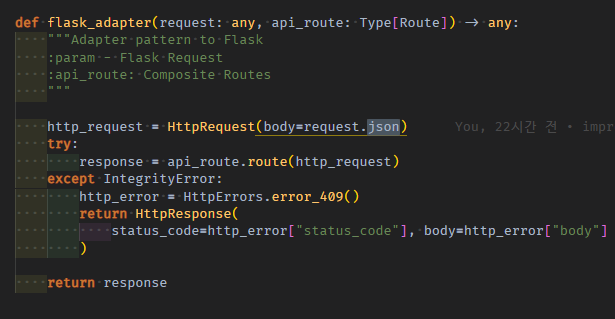 def flask_adapter(request: any, api_route: Type[Route]) -> any:
    """Adapter pattern to Flask
    :param - Flask Request
    :api_route: Composite Routes
    """
    http_request = HttpRequest(body=request.json)    You, 22시간 전 • impr
    try:
        response = api_route.route(http_request)
    except IntegrityError:
        http_error = HttpErrors.error_409()
        return HttpResponse(
            status_code=http_error["status_code"], body=http_error["body"]
        )
    return response